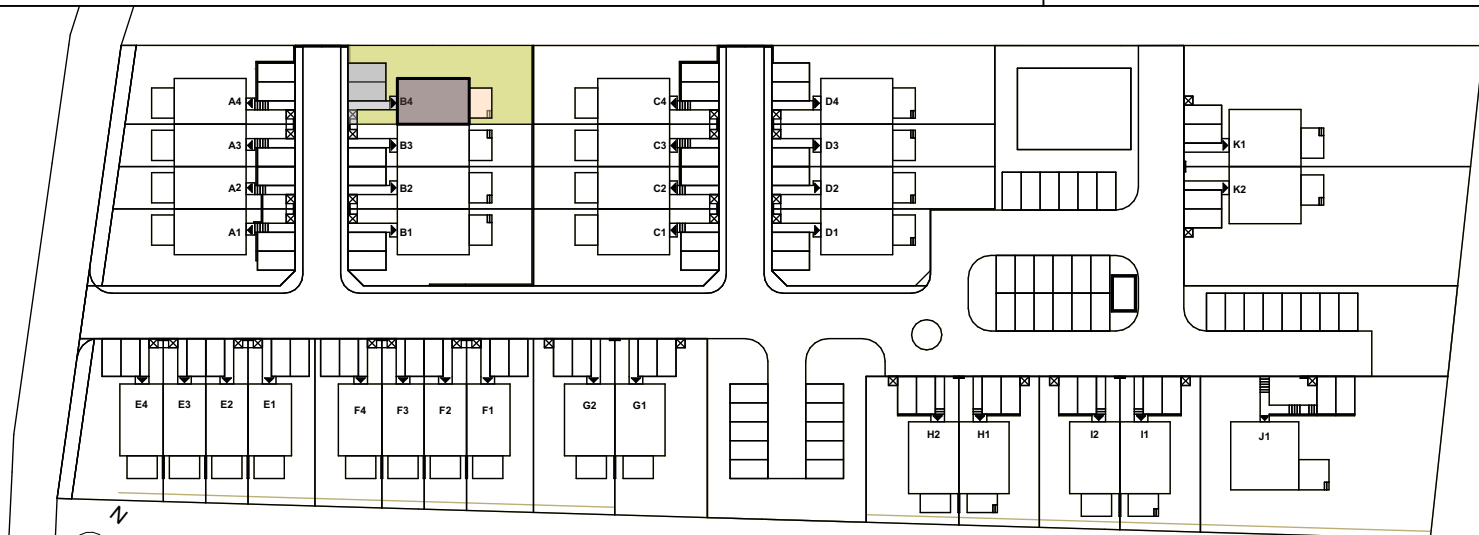 A4 B4 C4 D4
A3 B3 C3 D3 K1
A2 B2 C2 D2 K2
A1 B1 C1 D1
E4 E3 E2 E1 F4 F3 F2 F1 G2 G1
H2 H1 I2 I1 J1
N